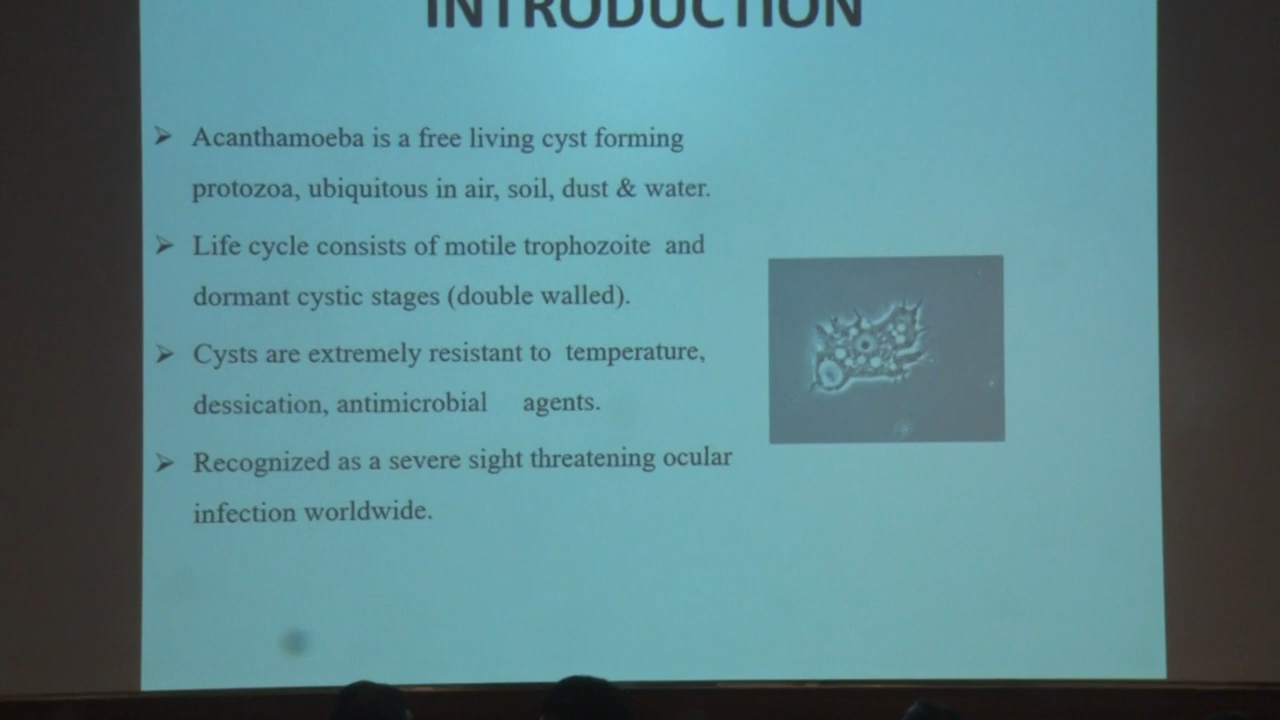 INTRODUCTION
➢ Acanthamoeba is a free living cyst forming
protozoa, ubiquitous in air, soil, dust & water.
➢ Life cycle consists of motile trophozoite and
dormant cystic stages (double walled).
➢ Cysts are extremely resistant to temperature,
dessication, antimicrobial agents.
➢ Recognized as a severe sight threatening ocular
infection worldwide.